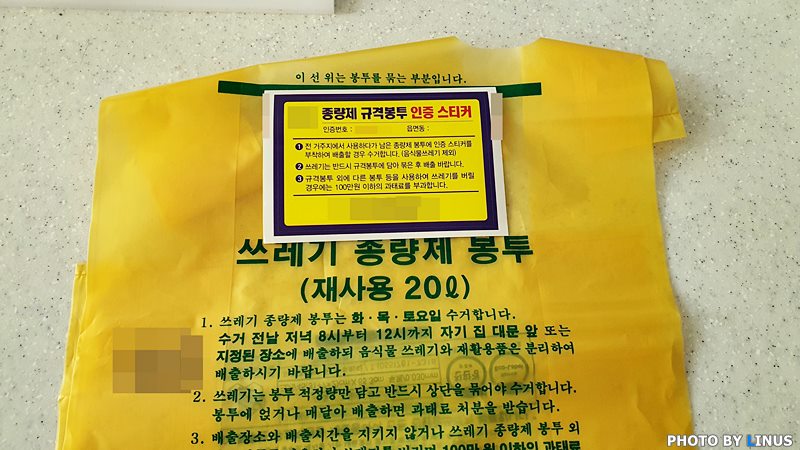 이 선 위는 봉투를 묶는 부분입니다.
종량제 규격봉투 인증 스티커
인증번호 : 읍면동 :
❶ 전 거주지에서 사용하다가 남은 종량제 봉투에 인증 스티커를
부착하여 배출할 경우 수거합니다. (음식물쓰레기 제외)
❷ 쓰레기는 반드시 규격봉투에 담아 묶은 후 배출 바랍니다.
❸ 규격봉투 외에 다른 봉투 등을 사용하여 쓰레기를 버릴
경우에는 100만원 이하의 과태료를 부과합니다.
쓰레기 종량제 봉투
(재사용 20ℓ)
1. 쓰레기 종량제 봉투는 화·목·토요일 수거합니다.
수거 전날 저녁 8시부터 12시까지 자기 집 대문 앞 또는
지정된 장소에 배출하되 음식물 쓰레기와 재활용품은 분리하여
배출하시기 바랍니다.
2. 쓰레기는 봉투 적정량만 담고 반드시 상단을 묶어야 수거합니다.
봉투에 얹거나 매달아 배출하면 과태료 처분을 받습니다.
3. 배출장소와 배출시간을 지키지 않거나 쓰레기 종량제 봉투 외
100만원 이하의 과태료
PHOTO BY LINUS